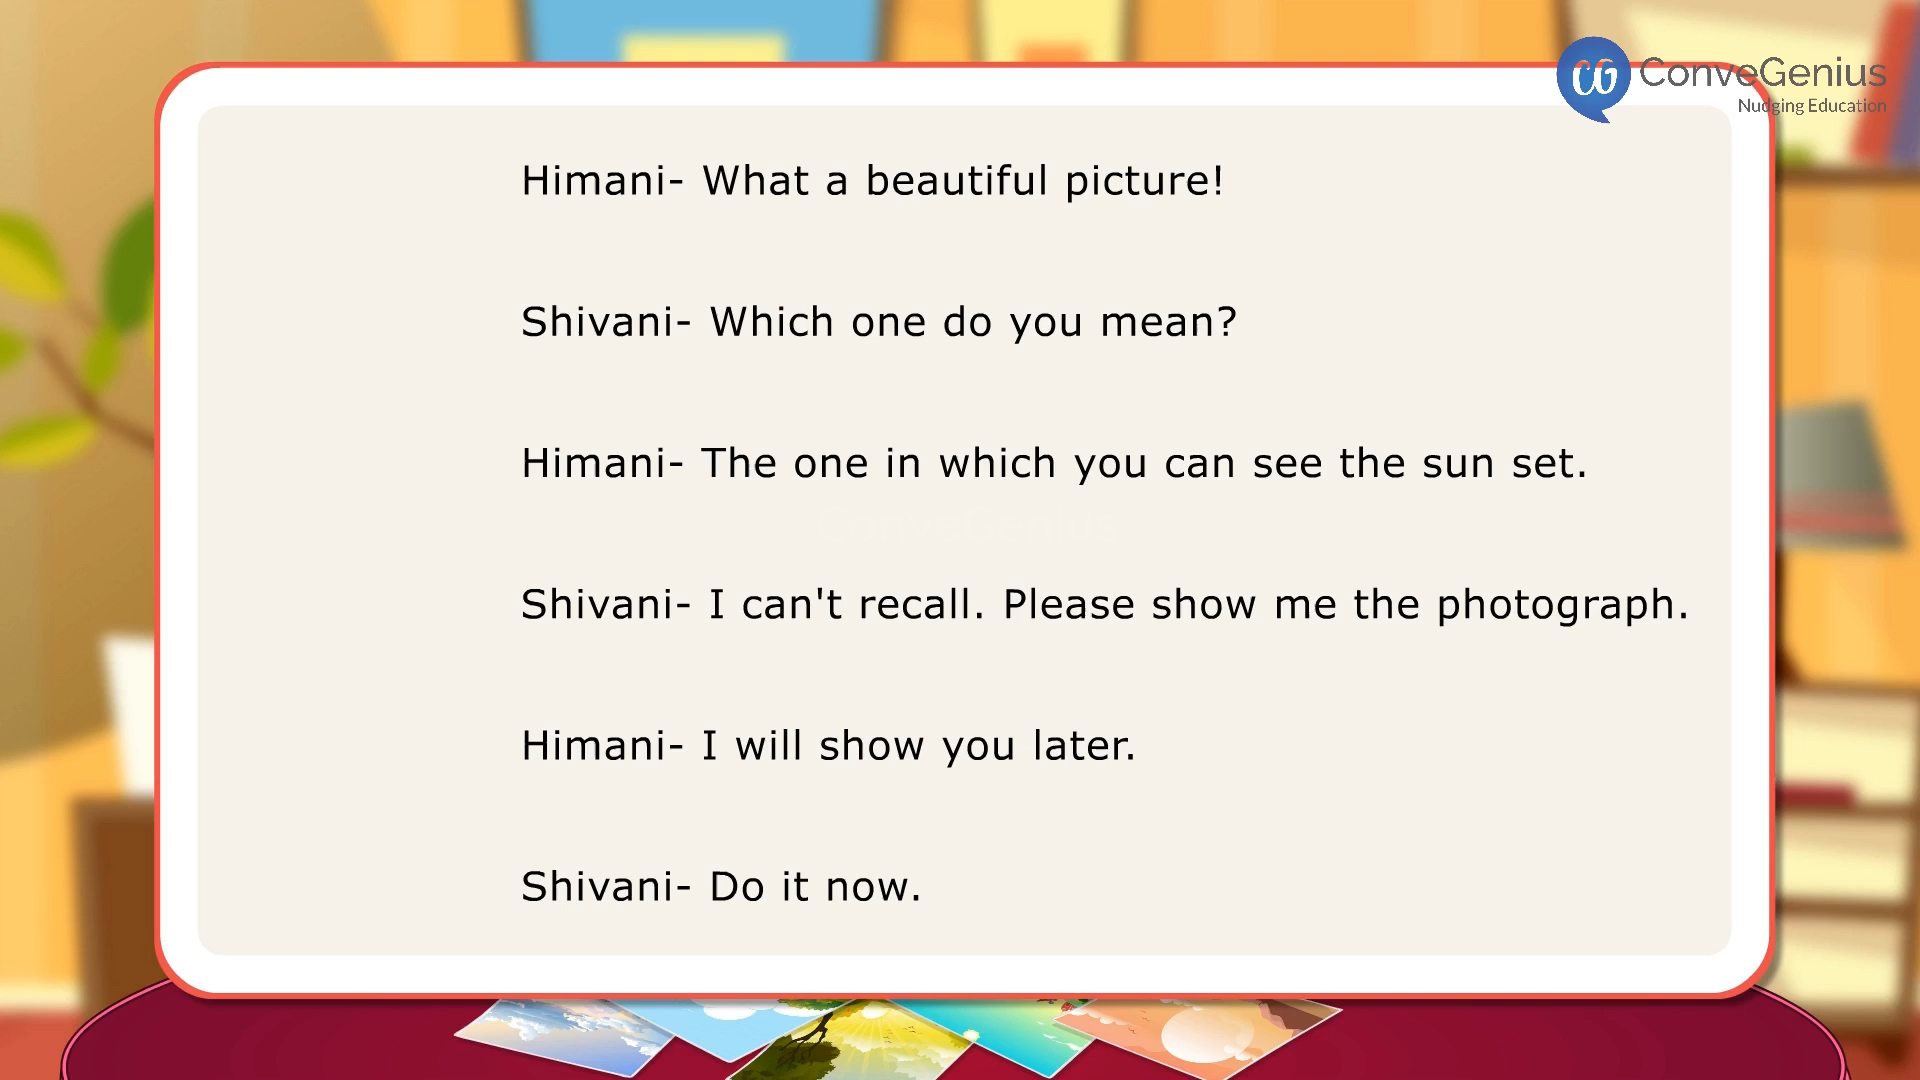 CG ConveGenius
Nudging Education
Himani- What a beautiful picture!
Shivani- Which one do you mean?
Himani- The one in which you can see the sun set.
ConveGenius
Shivani- I can't recall. Please show me the photograph.
Himani- I will show you later.
Shivani- Do it now.